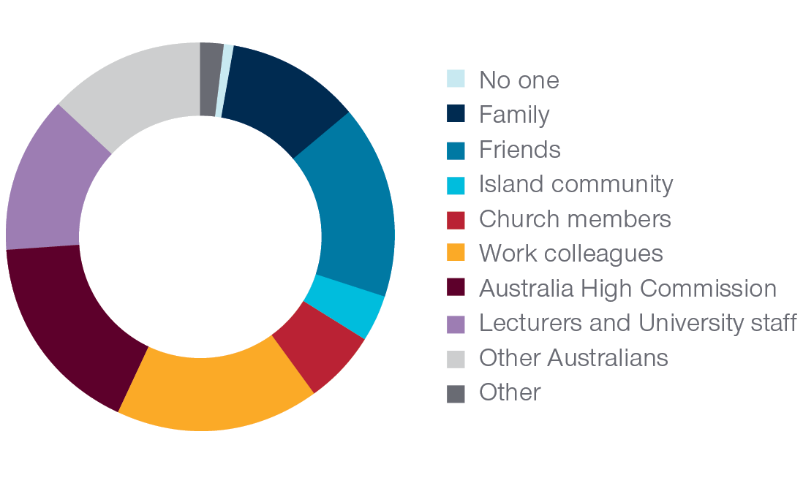 No one
Family
Friends
Island community
Church members
Work colleagues
Australia High Commission
Lecturers and University staff
Other Australians
Other